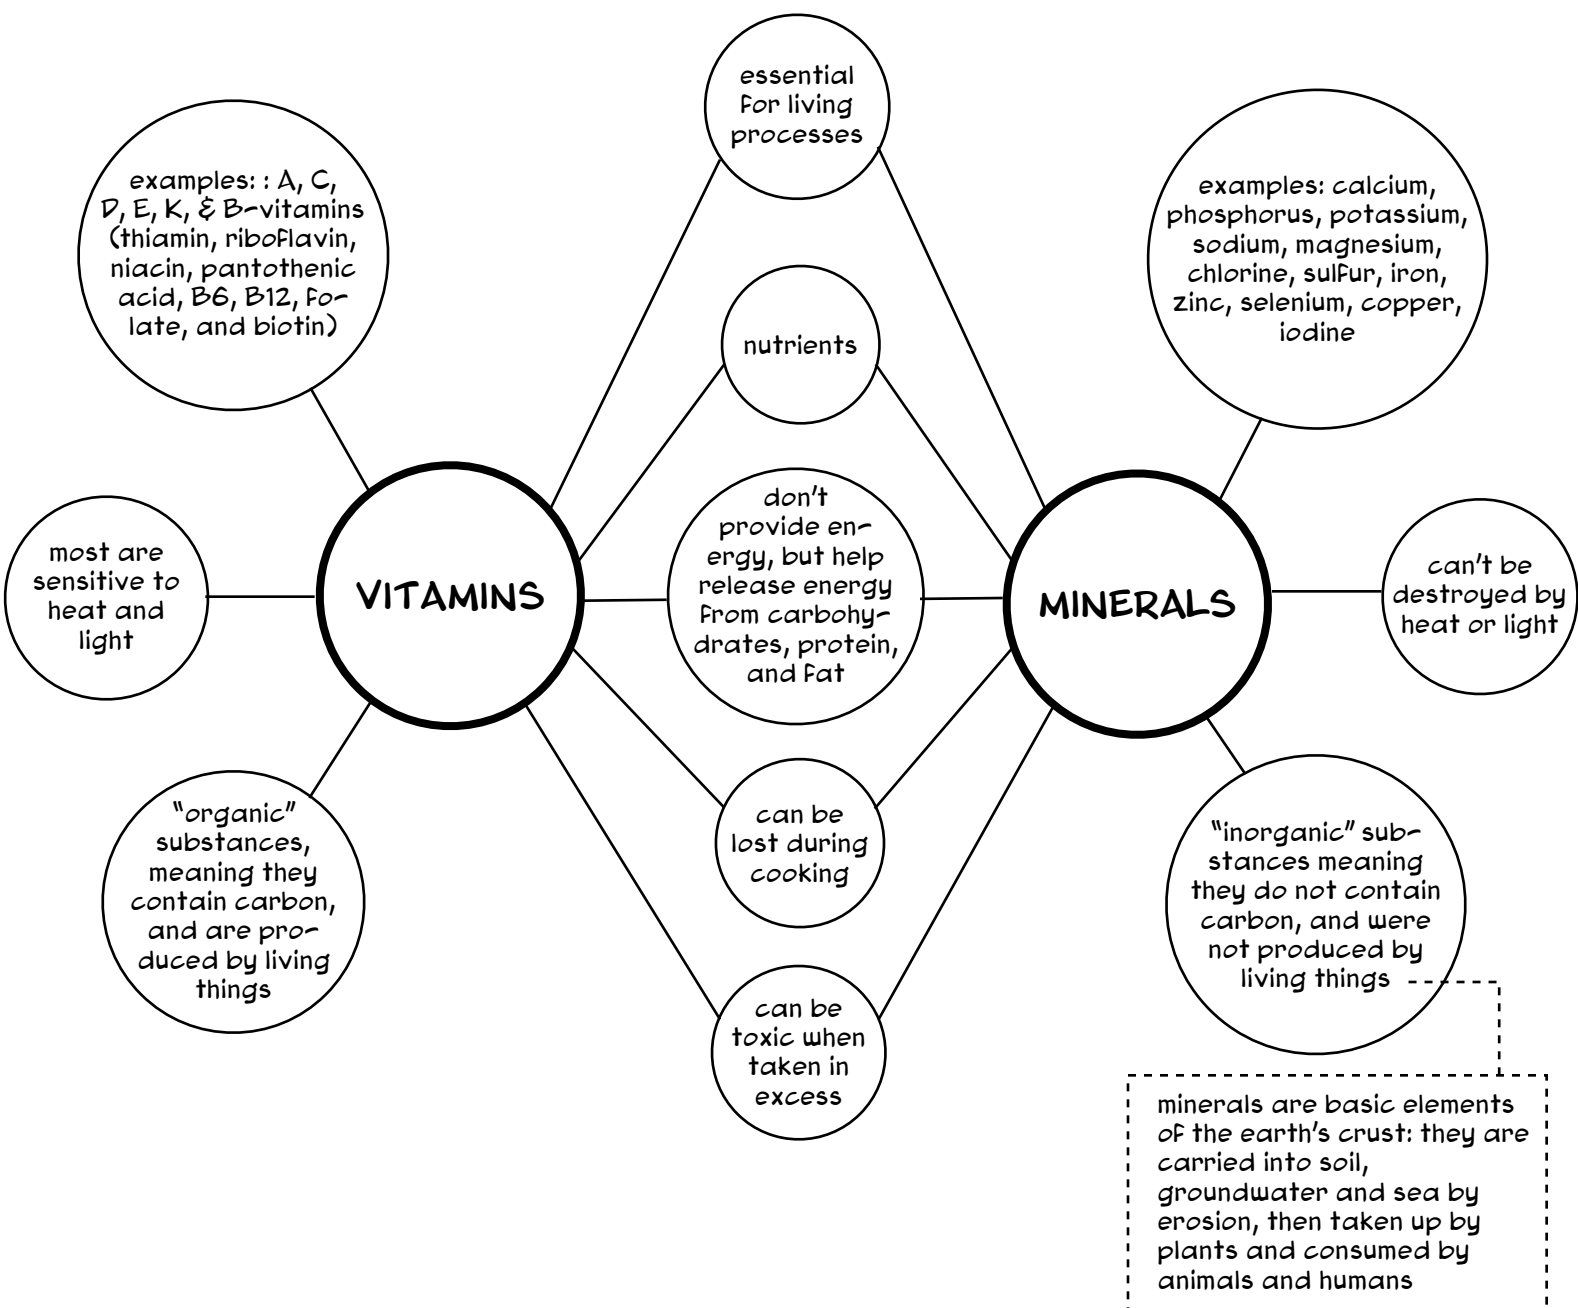 essential
for living
processes
examples: : A, C,
D, E, K, & B-vitamins
(thiamin, riboflavin,
niacin, pantothenic
acid, B6, B12, fo-
late, and biotin)
examples: calcium,
phosphorus, potassium,
sodium, magnesium,
chlorine, sulfur, iron,
zinc, selenium, copper,
iodine
nutrients
most are
sensitive to
heat and
light
VITAMINS
don't
provide en-
ergy, but help
release energy
from carbohy-
drates, protein,
and fat
MINERALS
can't be
destroyed by
heat or light
"organic"
substances,
meaning they
contain carbon,
and are pro-
duced by living
things
can be
lost during
cooking
"inorganic" sub-
stances meaning
they do not contain
carbon, and were
not produced by
living things
can be
toxic when
taken in
excess
minerals are basic elements
of the earth's crust: they are
carried into soil,
groundwater and sea by
erosion, then taken up by
plants and consumed by
animals and humans